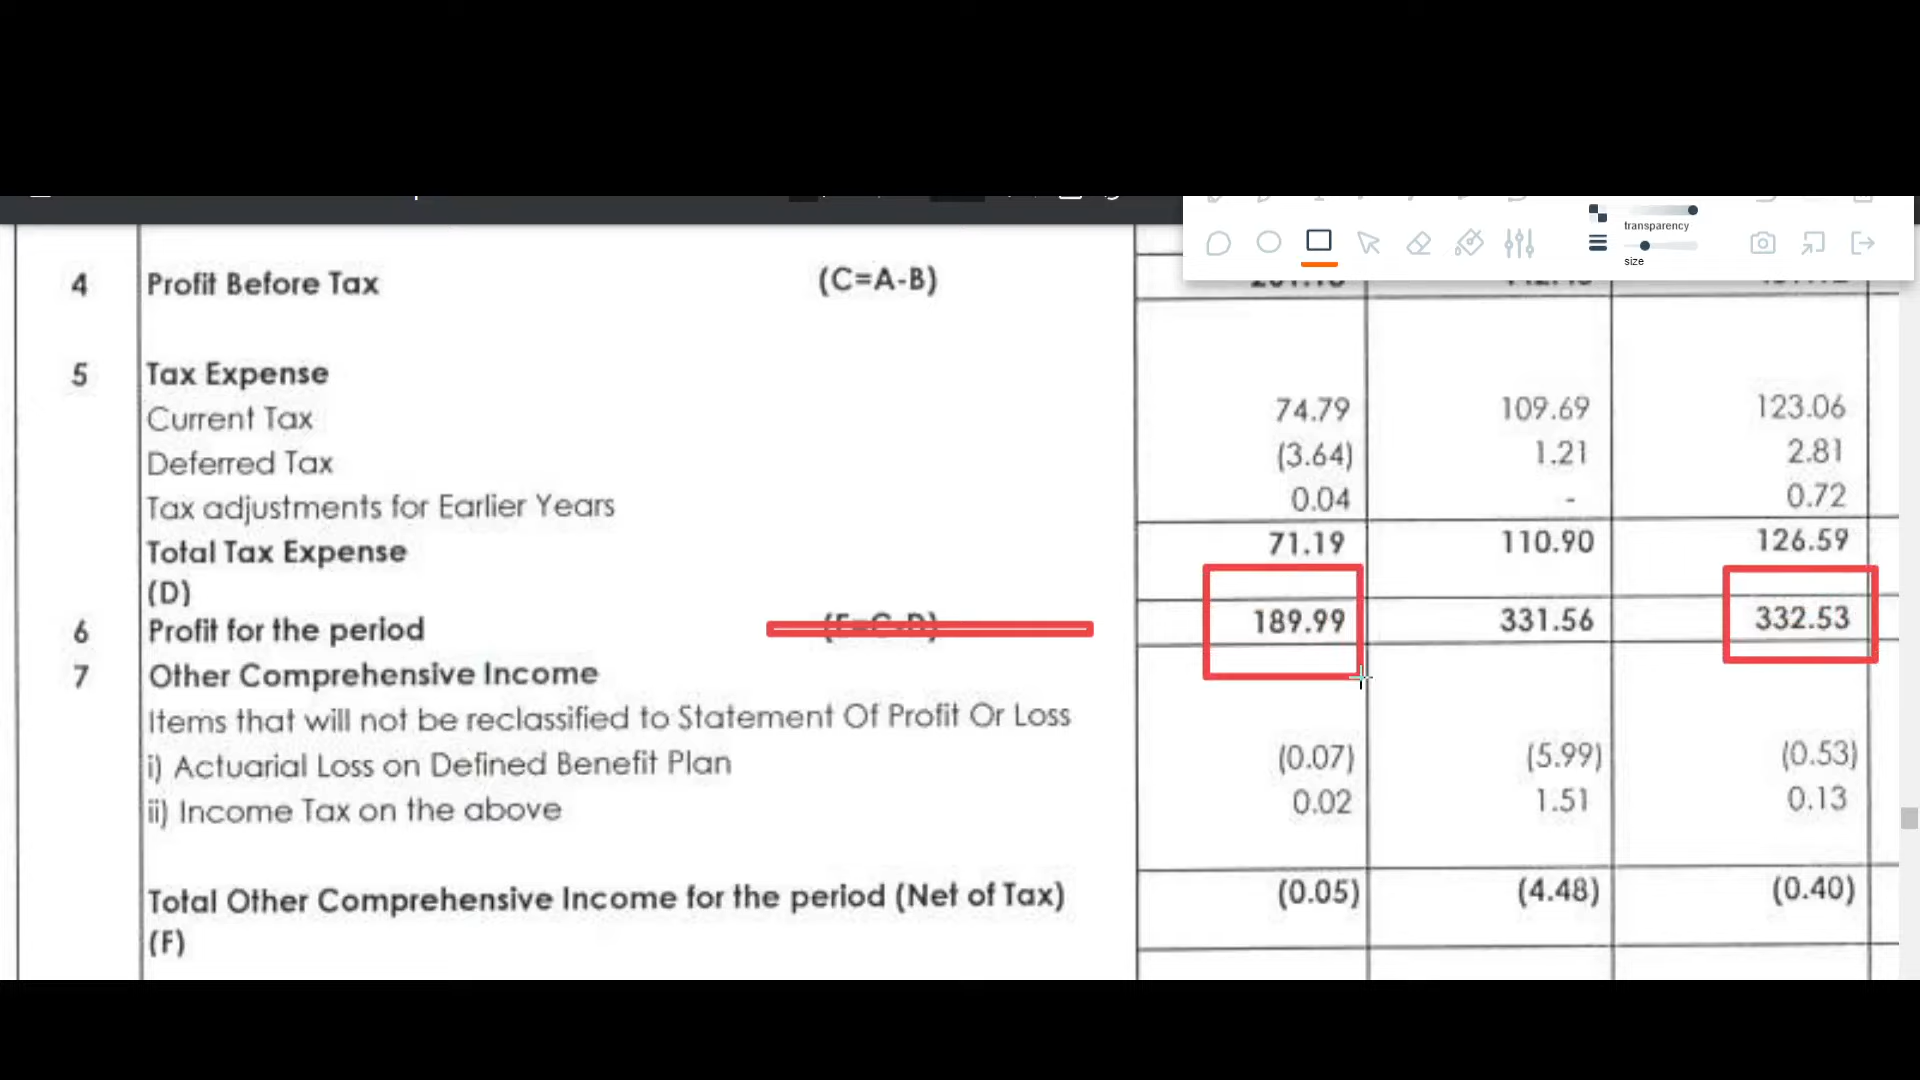 transparency
size
4 Profit Before Tax (C=A-B)
5 Tax Expense
Current Tax 74.79 109.69 123.06
Deferred Tax (3.64) 1.21 2.81
Tax adjustments for Earlier Years 0.04 - 0.72
Total Tax Expense 71.19 110.90 126.59
(D)
6 Profit for the period 189.99 331.56 332.53
7 Other Comprehensive Income
Items that will not be reclassified to Statement Of Profit Or Loss
i) Actuarial Loss on Defined Benefit Plan (0.07) (5.99) (0.53)
ii) Income Tax on the above 0.02 1.51 0.13
Total Other Comprehensive Income for the period (Net of Tax) (0.05) (4.48) (0.40)
(F)